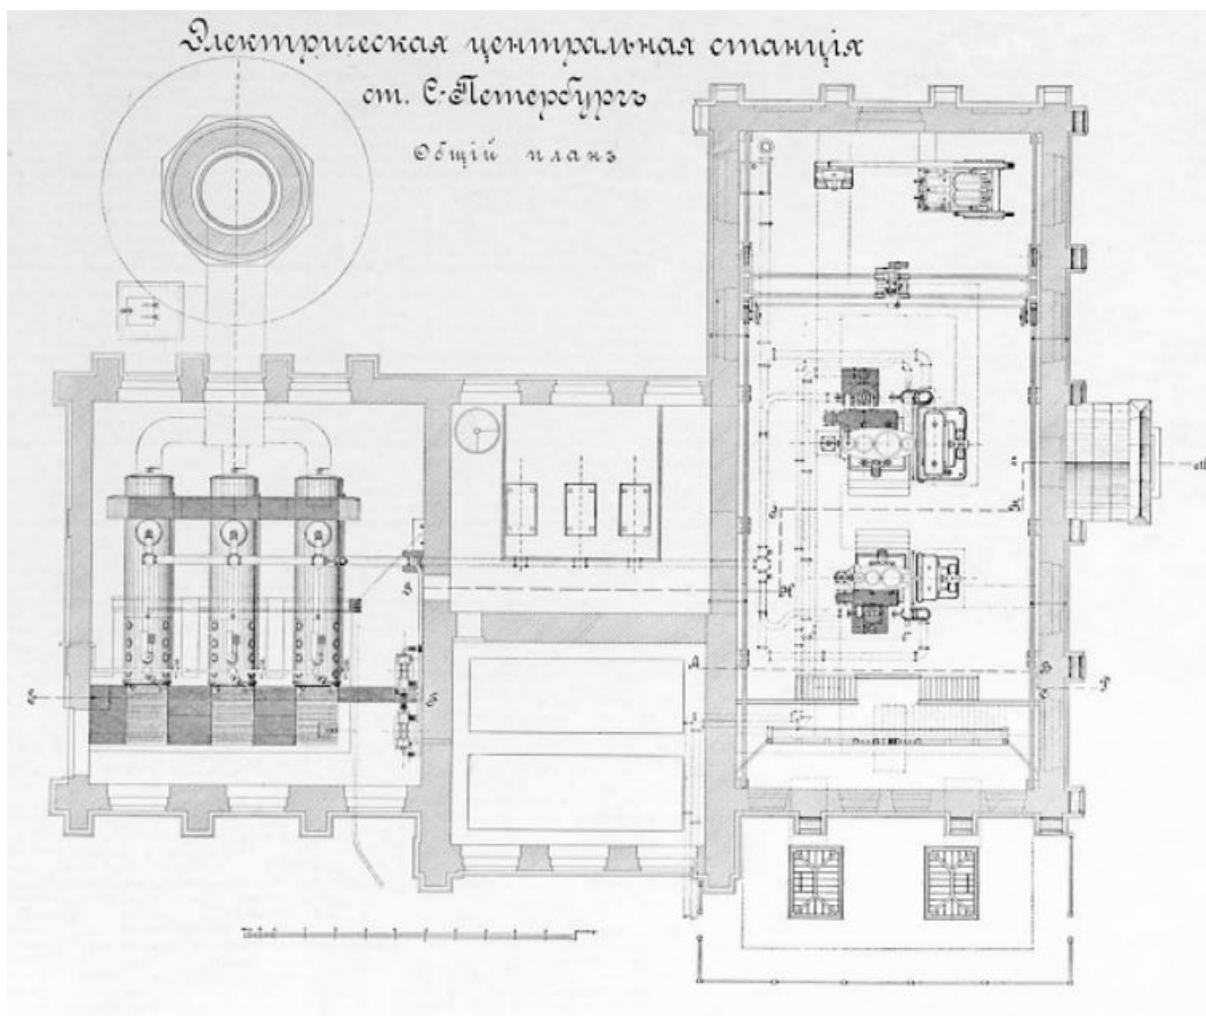 Электрическая центральная станція
ст. С-Петербургъ
Общій планъ